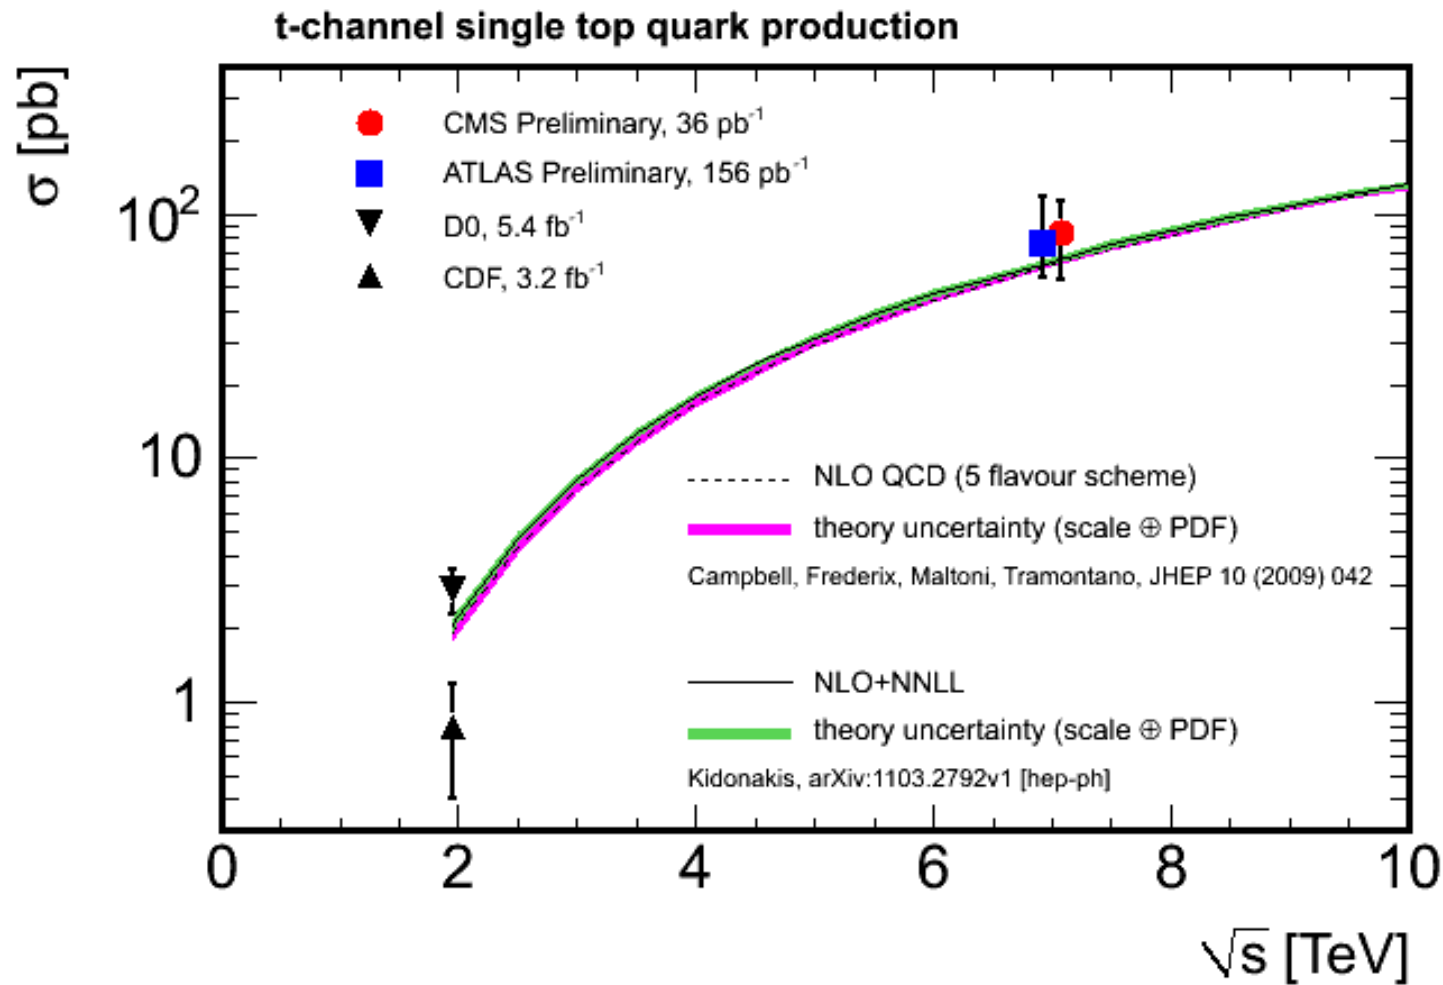 t-channel single top quark production
σ [pb]
CMS Preliminary, 36 pb⁻¹
ATLAS Preliminary, 156 pb⁻¹
D0, 5.4 fb⁻¹
CDF, 3.2 fb⁻¹
10²
10
1
NLO QCD (5 flavour scheme)
theory uncertainty (scale ⊕ PDF)
Campbell, Frederix, Maltoni, Tramontano, JHEP 10 (2009) 042
NLO+NNLL
theory uncertainty (scale ⊕ PDF)
Kidonakis, arXiv:1103.2792v1 [hep-ph]
0 2 4 6 8 10
√s [TeV]